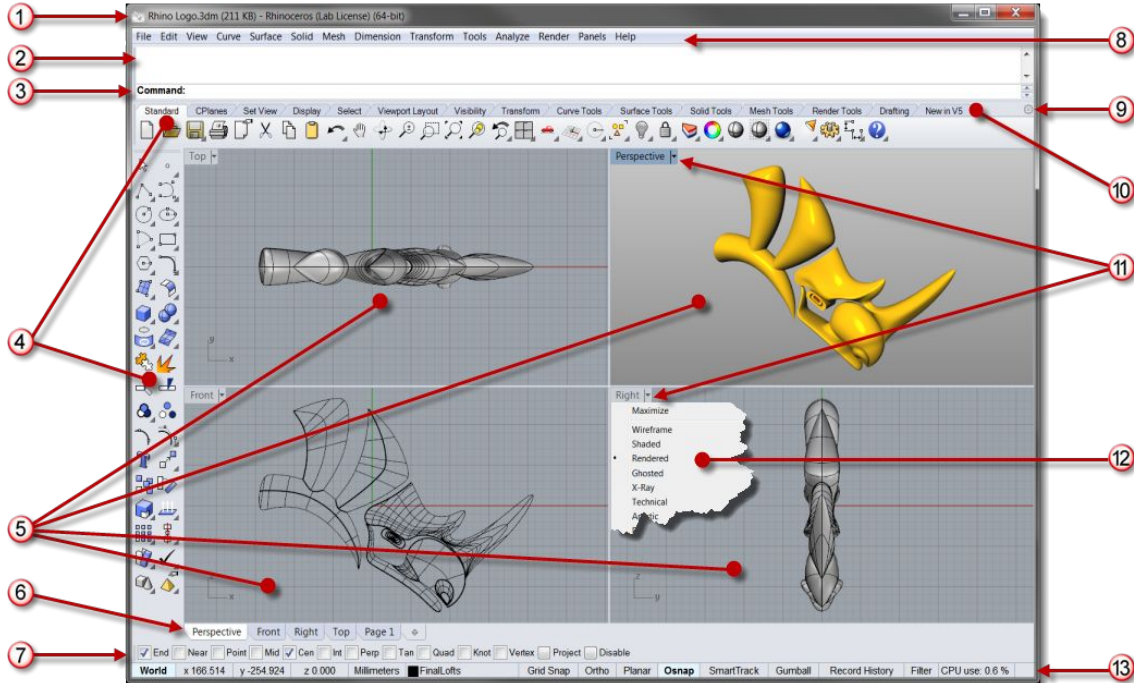 Rhino Logo.3dm (211 KB) - Rhinoceros (Lab License) (64-bit)
1
File Edit View Curve Surface Solid Mesh Dimension Transform Tools Analyze Render Panels Help
8
2
3
Command:
Standard CPlanes Set View Display Select Viewport Layout Visibility Transform Curve Tools Surface Tools Solid Tools Mesh Tools Render Tools Drafting New in V5
9
Top
Perspective
10
11
y
x
4
Front
Right
Maximize
Wireframe
Shaded
Rendered
12
Ghosted
X-Ray
Technical
5
z
x
z
y
6
Perspective Front Right Top Page 1
7
End Near Point Mid Cen Int Perp Tan Quad Knot Vertex Project Disable
World x 166.514 y -254.924 z 0.000 Millimeters FinalLofts Grid Snap Ortho Planar Osnap SmartTrack Gumball Record History Filter CPU use: 0.6 %
13